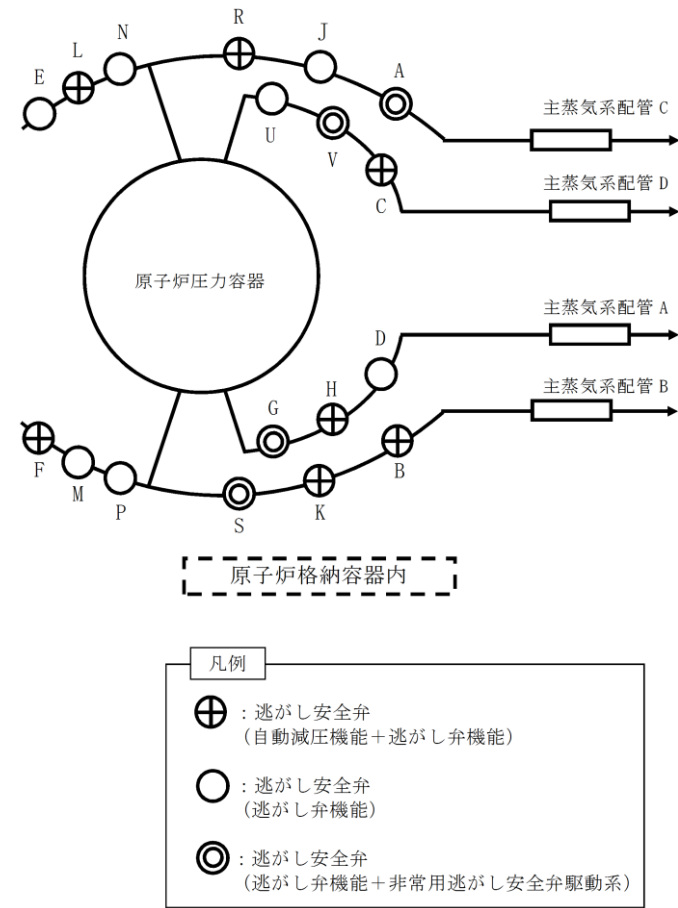 R
N
J
L
A
E
主蒸気系配管 C
U
V
主蒸気系配管 D
C
原子炉圧力容器
主蒸気系配管 A
D
H
主蒸気系配管 B
G
F
B
M
P
K
S
原子炉格納容器内
凡例
：逃がし安全弁
（自動減圧機能＋逃がし弁機能）
：逃がし安全弁
（逃がし弁機能）
：逃がし安全弁
（逃がし弁機能＋非常用逃がし安全弁駆動系）